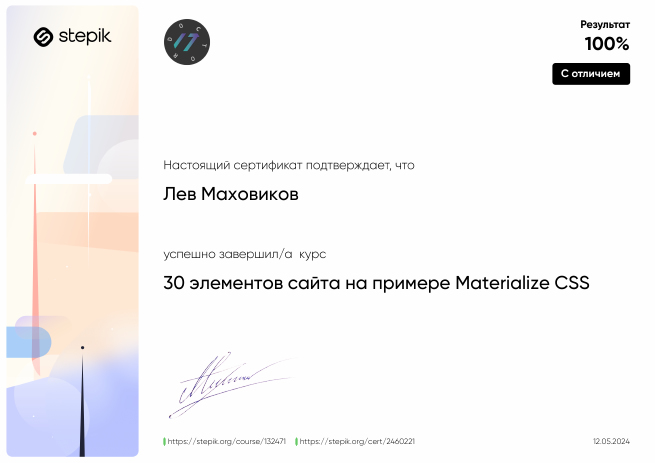 stepik
Результат
100%
С отличием
Настоящий сертификат подтверждает, что
Лев Маховиков
успешно завершил/а курс
30 элементов сайта на примере Materialize CSS
https://stepik.org/course/132471 https://stepik.org/cert/2460221
12.05.2024